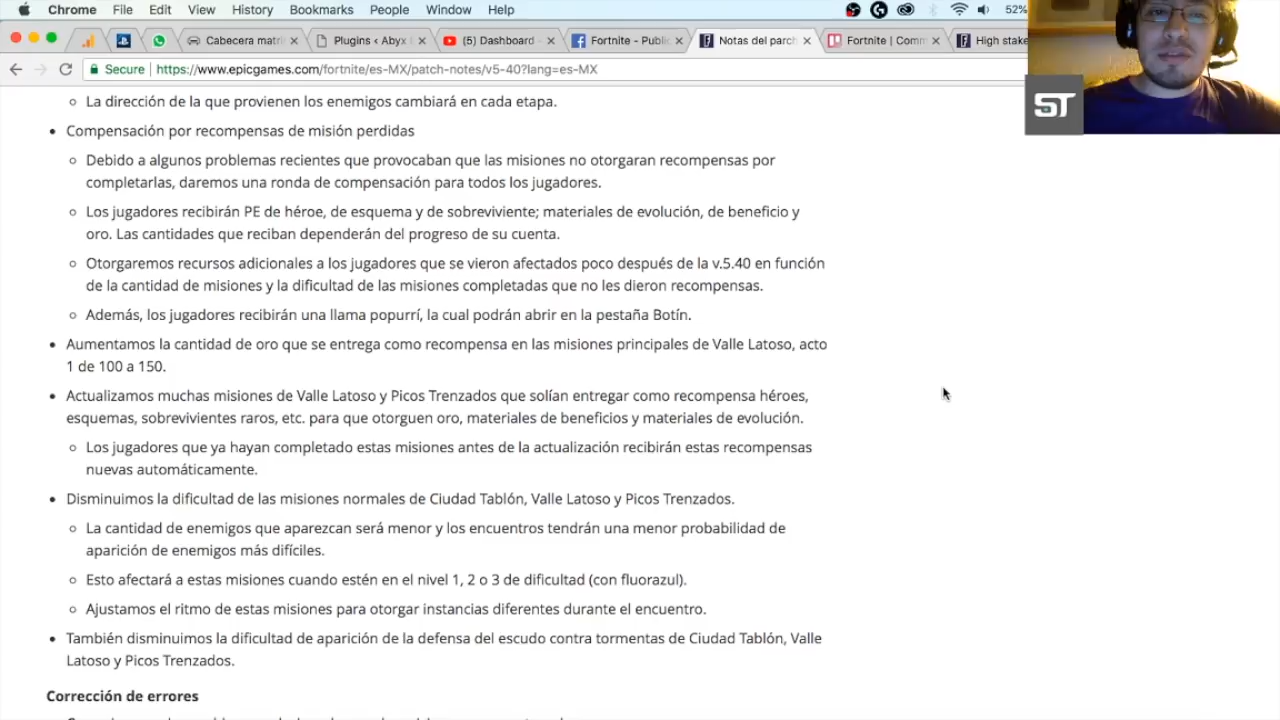 Chrome File Edit View History Bookmarks People Window Help 52%
Cabecera matri Plugins ‹ Abyx (5) Dashboard - Fortnite - Public Notas del parch Fortnite | Comm High stake
Secure | https://www.epicgames.com/fortnite/es-MX/patch-notes/v5-40?lang=es-MX
ST
La dirección de la que provienen los enemigos cambiará en cada etapa.
Compensación por recompensas de misión perdidas
Debido a algunos problemas recientes que provocaban que las misiones no otorgaran recompensas por
completarlas, daremos una ronda de compensación para todos los jugadores.
Los jugadores recibirán PE de héroe, de esquema y de sobreviviente; materiales de evolución, de beneficio y
oro. Las cantidades que reciban dependerán del progreso de su cuenta.
Otorgaremos recursos adicionales a los jugadores que se vieron afectados poco después de la v.5.40 en función
de la cantidad de misiones y la dificultad de las misiones completadas que no les dieron recompensas.
Además, los jugadores recibirán una llama popurrí, la cual podrán abrir en la pestaña Botín.
Aumentamos la cantidad de oro que se entrega como recompensa en las misiones principales de Valle Latoso, acto
1 de 100 a 150.
Actualizamos muchas misiones de Valle Latoso y Picos Trenzados que solían entregar como recompensa héroes,
esquemas, sobrevivientes raros, etc. para que otorguen oro, materiales de beneficios y materiales de evolución.
Los jugadores que ya hayan completado estas misiones antes de la actualización recibirán estas recompensas
nuevas automáticamente.
Disminuimos la dificultad de las misiones normales de Ciudad Tablón, Valle Latoso y Picos Trenzados.
La cantidad de enemigos que aparezcan será menor y los encuentros tendrán una menor probabilidad de
aparición de enemigos más difíciles.
Esto afectará a estas misiones cuando estén en el nivel 1, 2 o 3 de dificultad (con fluorazul).
Ajustamos el ritmo de estas misiones para otorgar instancias diferentes durante el encuentro.
También disminuimos la dificultad de aparición de la defensa del escudo contra tormentas de Ciudad Tablón, Valle
Latoso y Picos Trenzados.
Corrección de errores